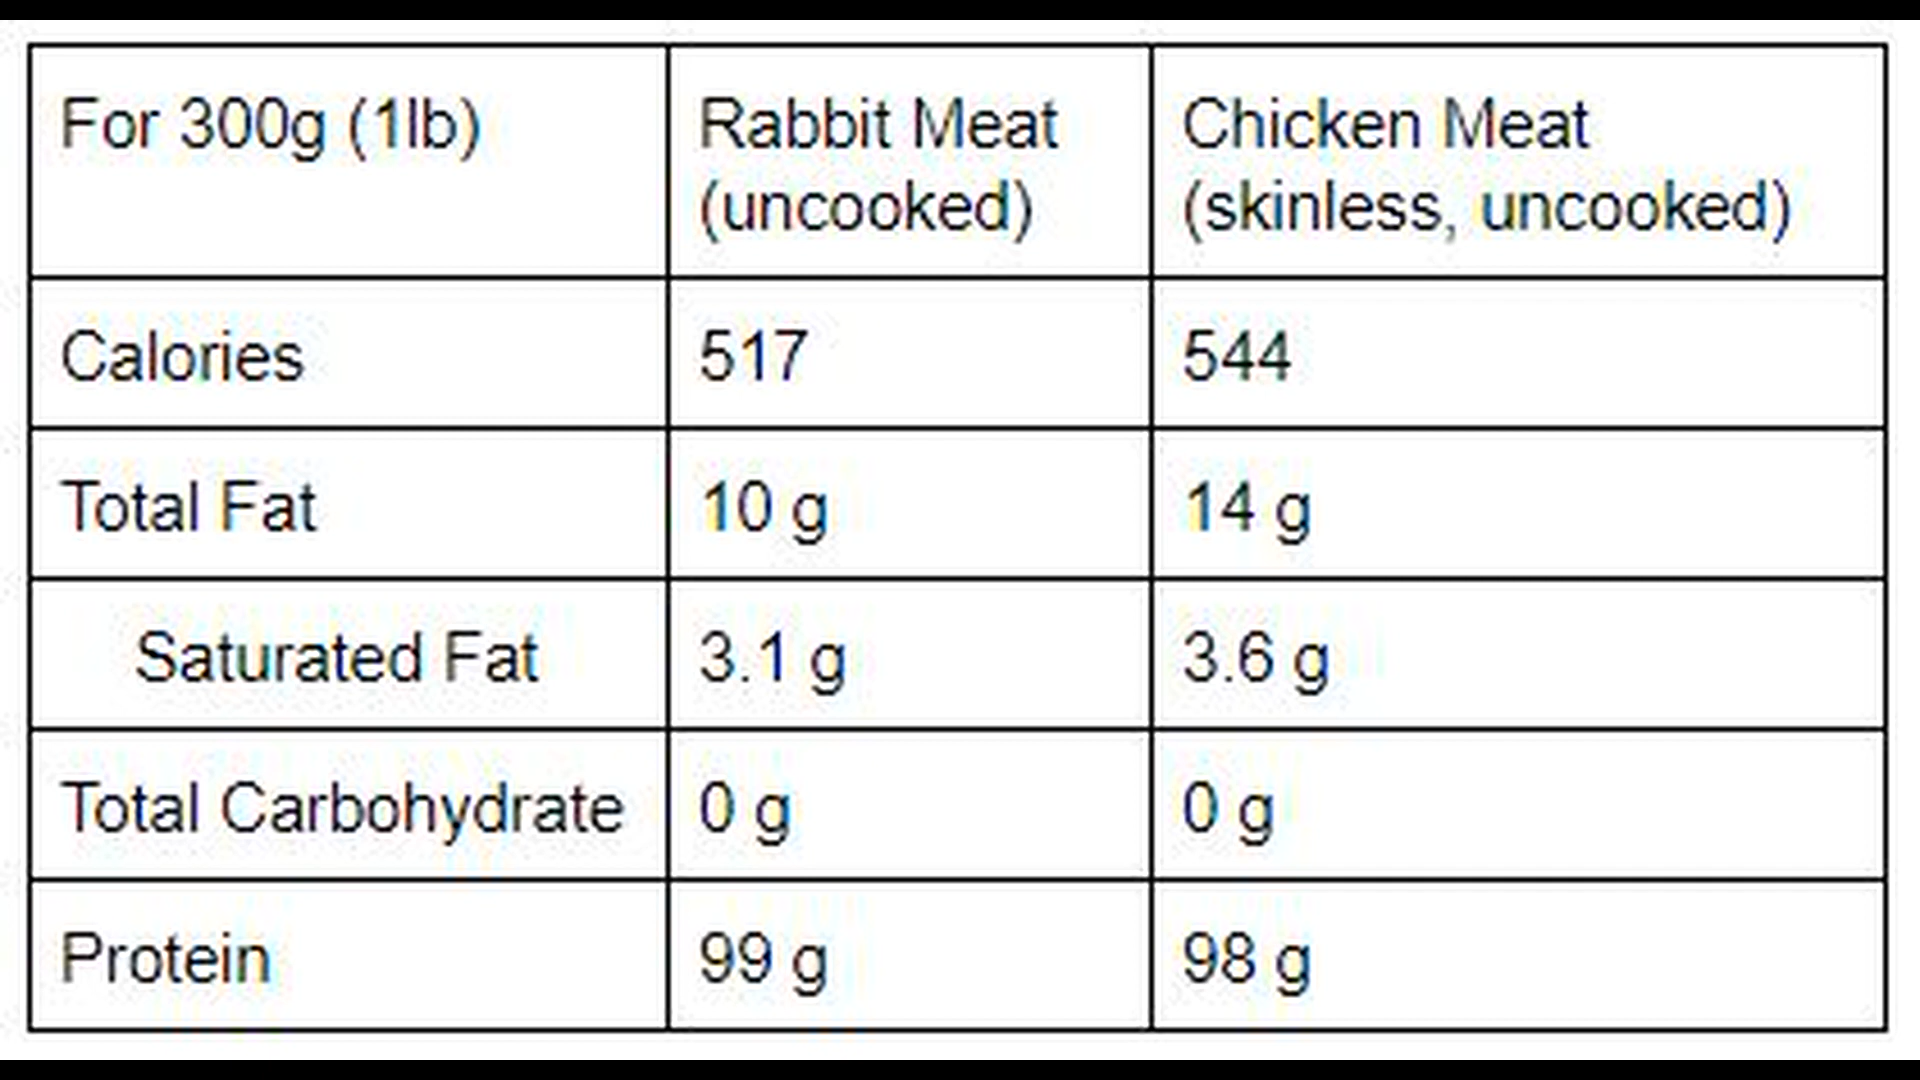 For 300g (1lb)
Rabbit Meat
(uncooked)
Chicken Meat
(skinless, uncooked)
Calories
517
544
Total Fat
10 g
14 g
Saturated Fat
3.1 g
3.6 g
Total Carbohydrate
0 g
0 g
Protein
99 g
98 g